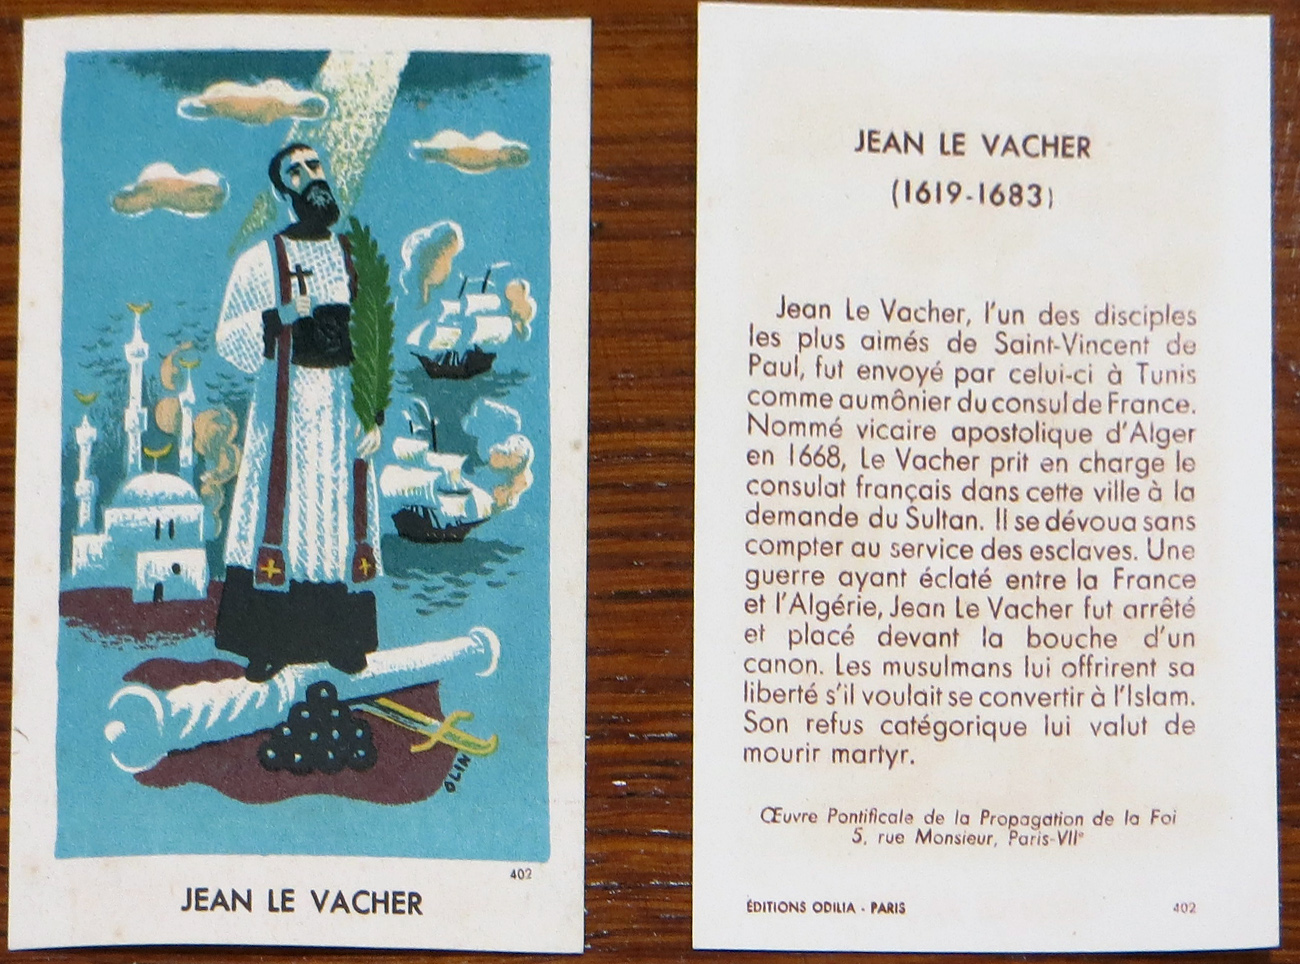 OLIN
402
JEAN LE VACHER
JEAN LE VACHER
(1619-1683)
Jean Le Vacher, l'un des disciples
les plus aimés de Saint-Vincent de
Paul, fut envoyé par celui-ci à Tunis
comme aumônier du consul de France.
Nommé vicaire apostolique d'Alger
en 1668, Le Vacher prit en charge le
consulat français dans cette ville à la
demande du Sultan. Il se dévoua sans
compter au service des esclaves. Une
guerre ayant éclaté entre la France
et l'Algérie, Jean Le Vacher fut arrêté
et placé devant la bouche d'un
canon. Les musulmans lui offrirent sa
liberté s'il voulait se convertir à l'Islam.
Son refus catégorique lui valut de
mourir martyr.
Œuvre Pontificale de la Propagation de la Foi
5, rue Monsieur, Paris-VIIe
ÉDITIONS ODILIA - PARIS
402